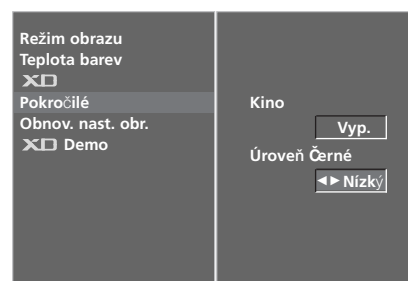 Režim obrazu
Teplota barev
XD
Pokročilé
Obnov. nast. obr.
XD Demo
Kino
Vyp.
Úroveň Černé
◄► Nízký